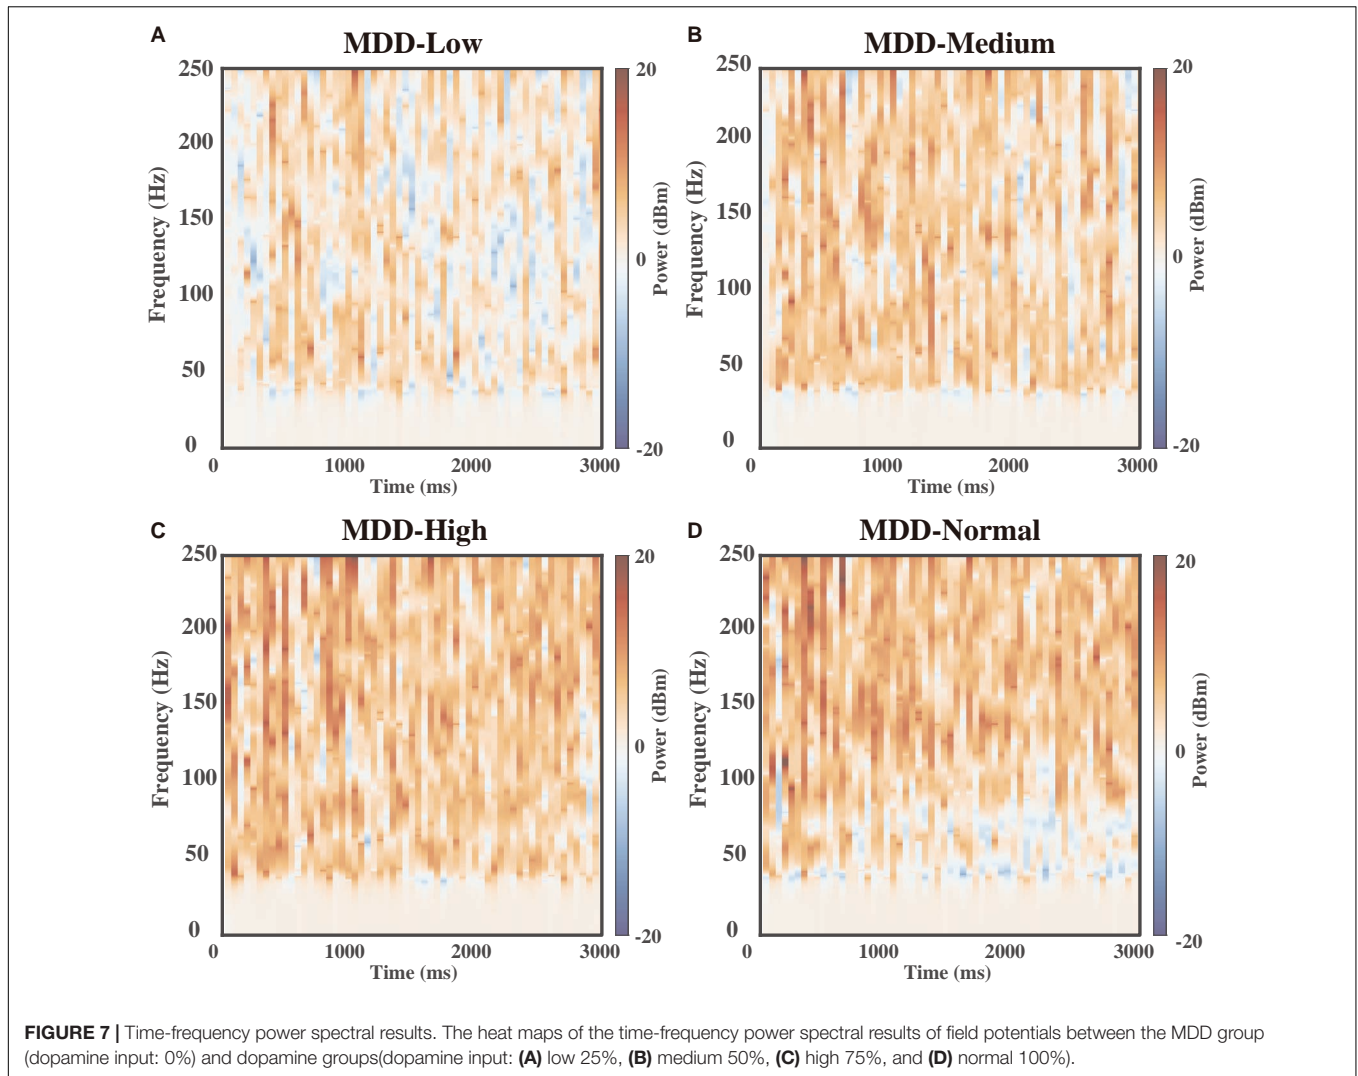 A
MDD-Low
250
200
150
100
50
0
Frequency (Hz)
0 1000 2000 3000
Time (ms)
20
0
-20
Power (dBm)
B
MDD-Medium
250
200
150
100
50
0
Frequency (Hz)
0 1000 2000 3000
Time (ms)
20
0
-20
Power (dBm)
C
MDD-High
250
200
150
100
50
0
Frequency (Hz)
0 1000 2000 3000
Time (ms)
20
0
-20
Power (dBm)
D
MDD-Normal
250
200
150
100
50
0
Frequency (Hz)
0 1000 2000 3000
Time (ms)
20
0
-20
Power (dBm)
FIGURE 7 | Time-frequency power spectral results. The heat maps of the time-frequency power spectral results of field potentials between the MDD group
(dopamine input: 0%) and dopamine groups(dopamine input: (A) low 25%, (B) medium 50%, (C) high 75%, and (D) normal 100%).